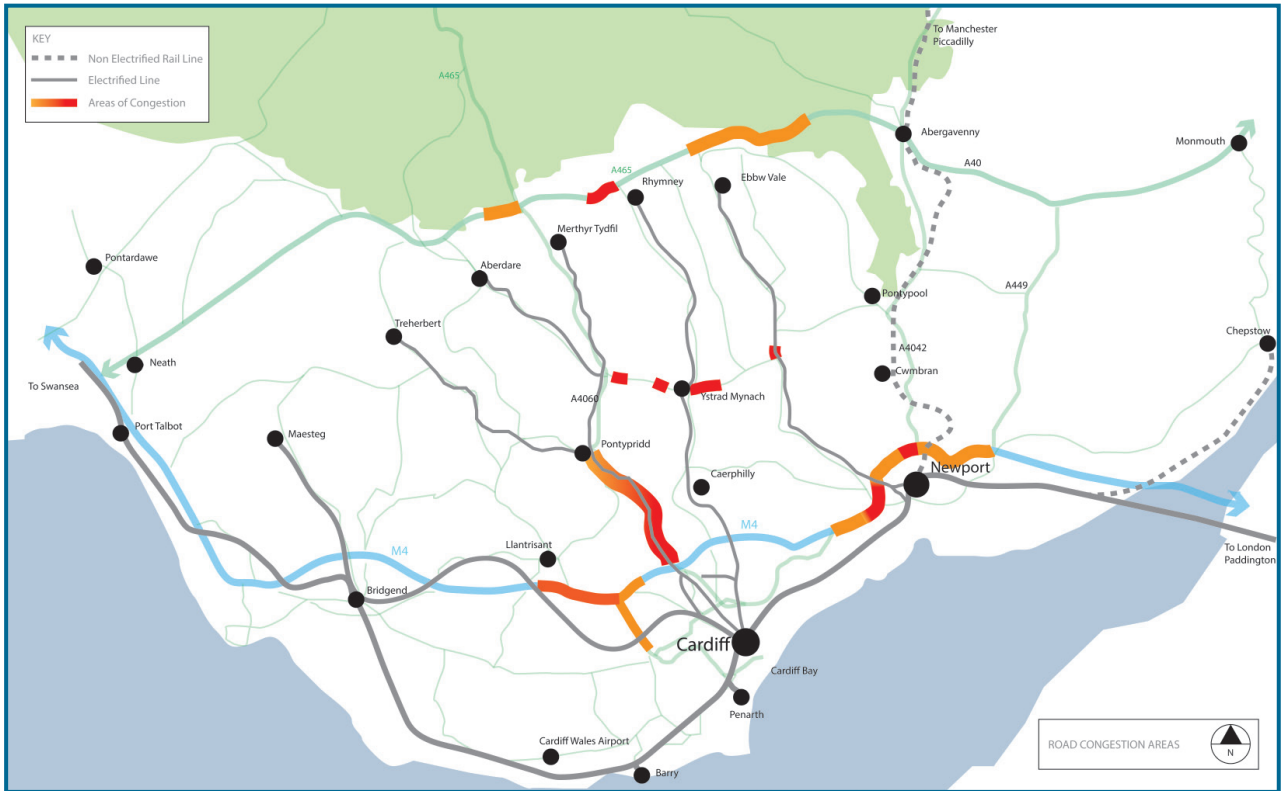 KEY
Non Electrified Rail Line
Electrified Line
Areas of Congestion
To Manchester
Piccadilly
A465
Abergavenny
Monmouth
A40
A465
Rhymney
Ebbw Vale
Merthyr Tydfil
Pontardawe
Aberdare
A449
Pontypool
Treherbert
Chepstow
A4042
Neath
Cwmbran
To Swansea
Ystrad Mynach
A4060
Port Talbot
Maesteg
Pontypridd
Newport
Caerphilly
M4
Llantrisant
M4
To London
Paddington
Bridgend
Cardiff
Cardiff Bay
Penarth
Cardiff Wales Airport
Barry
ROAD CONGESTION AREAS
N